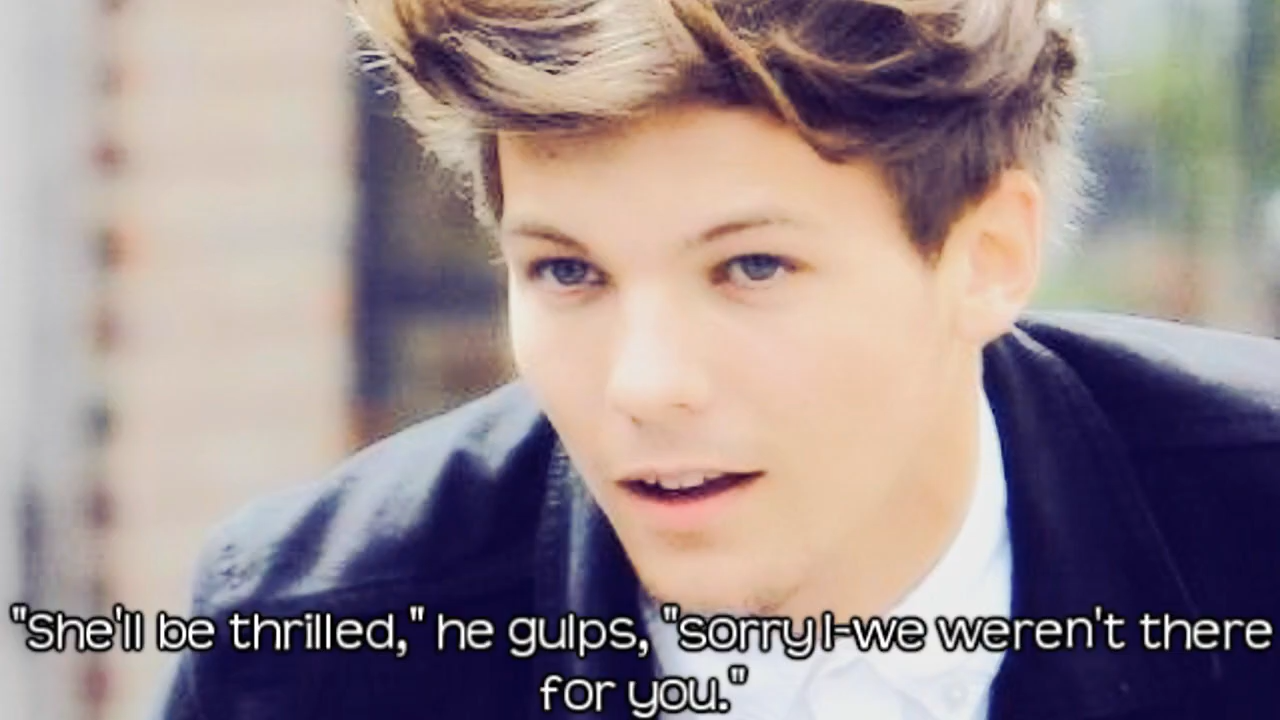 "She'll be thrilled," he gulps, "sorry I-we weren't there
for you."